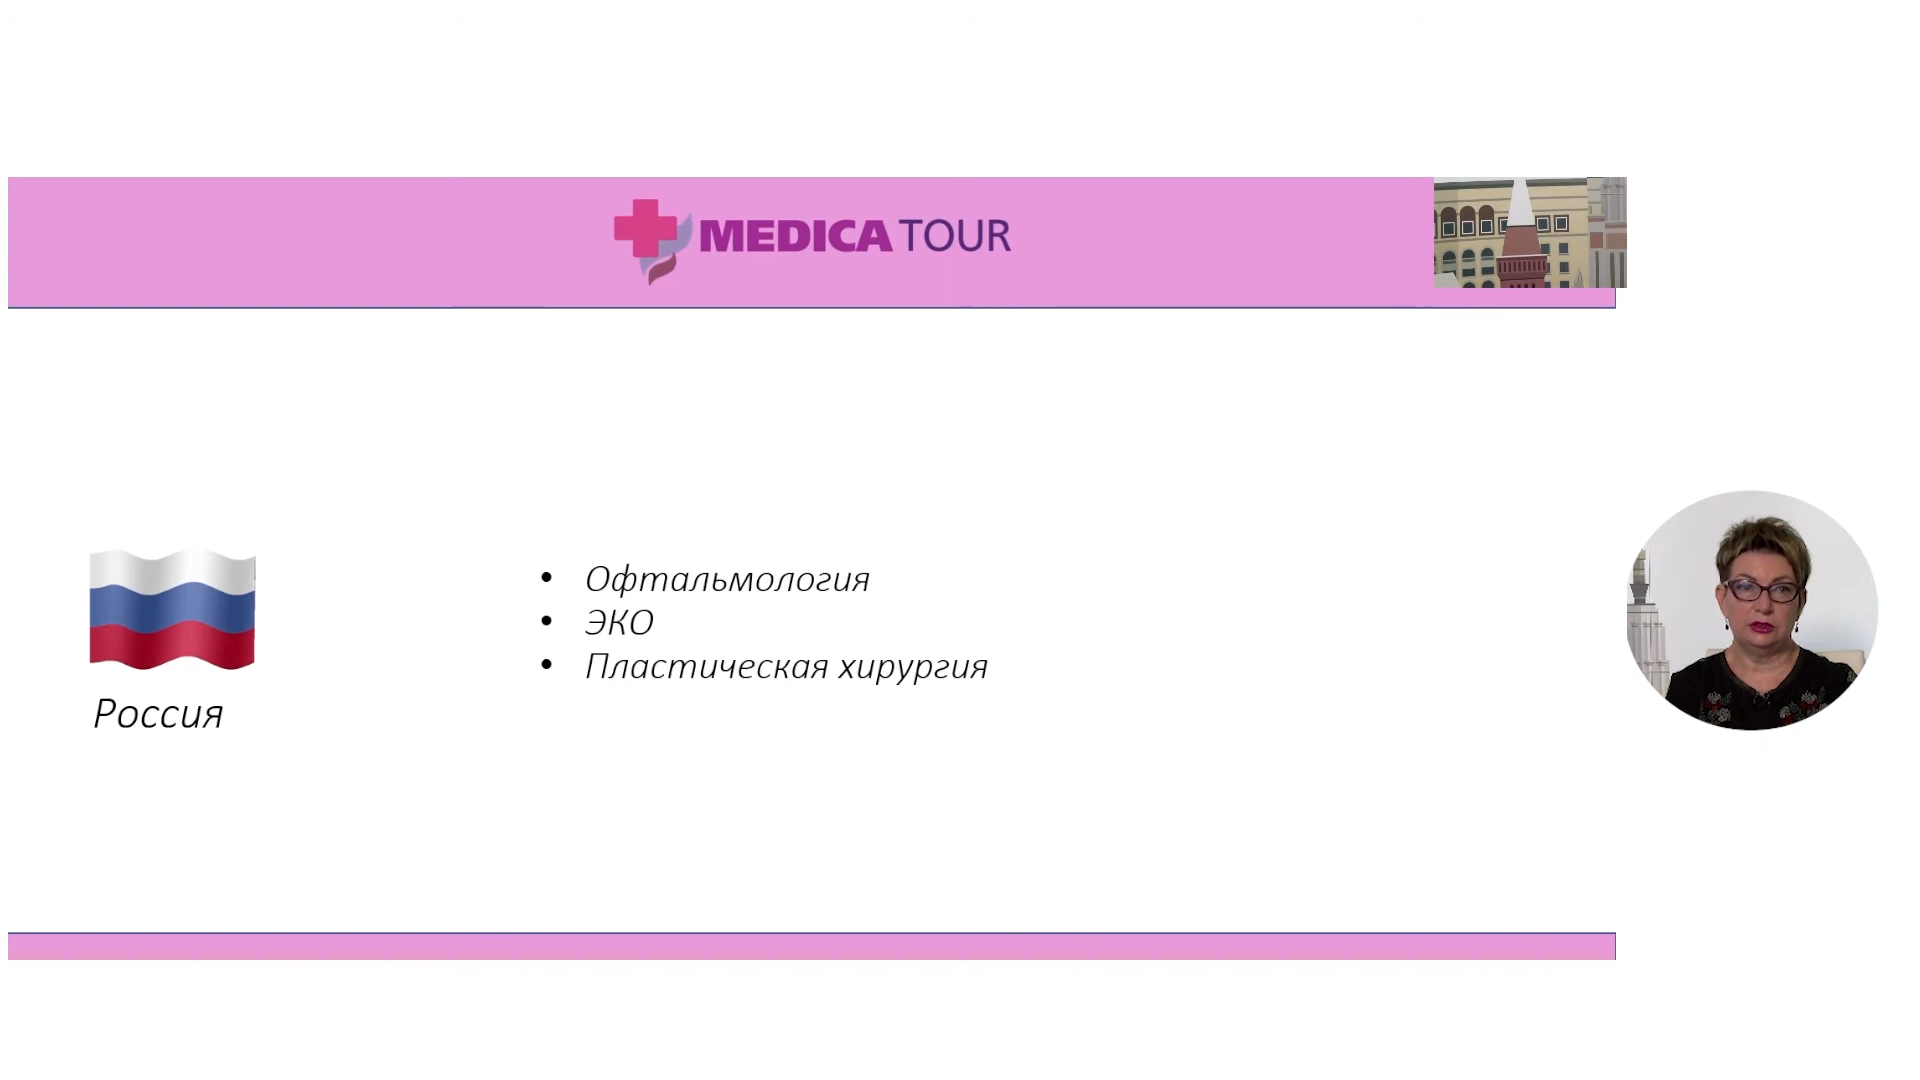 MEDICA TOUR
• Офтальмология
• ЭКО
• Пластическая хирургия
Россия